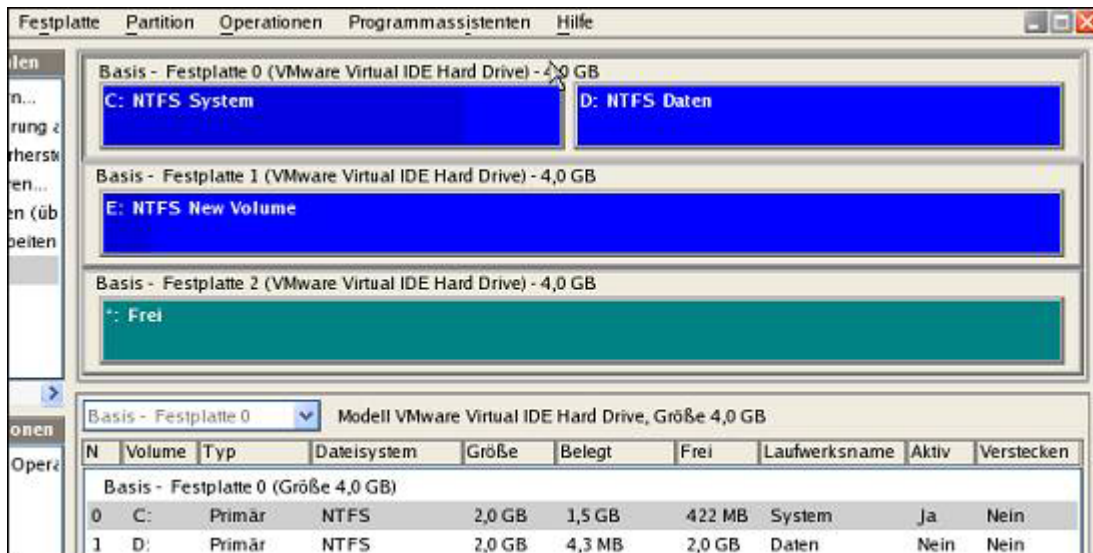 Festplatte Partition Operationen Programmassistenten Hilfe
Basis - Festplatte 0 (VMware Virtual IDE Hard Drive) - 4,0 GB
C: NTFS System D: NTFS Daten
Basis - Festplatte 1 (VMware Virtual IDE Hard Drive) - 4,0 GB
E: NTFS New Volume
Basis - Festplatte 2 (VMware Virtual IDE Hard Drive) - 4,0 GB
*: Frei
Basis - Festplatte 0 Modell VMware Virtual IDE Hard Drive, Größe 4,0 GB
N Volume Typ Dateisystem Größe Belegt Frei Laufwerksname Aktiv Verstecken
Basis - Festplatte 0 (Größe 4,0 GB)
0 C: Primär NTFS 2,0 GB 1,5 GB 422 MB System Ja Nein
1 D: Primär NTFS 2,0 GB 4,3 MB 2,0 GB Daten Nein Nein